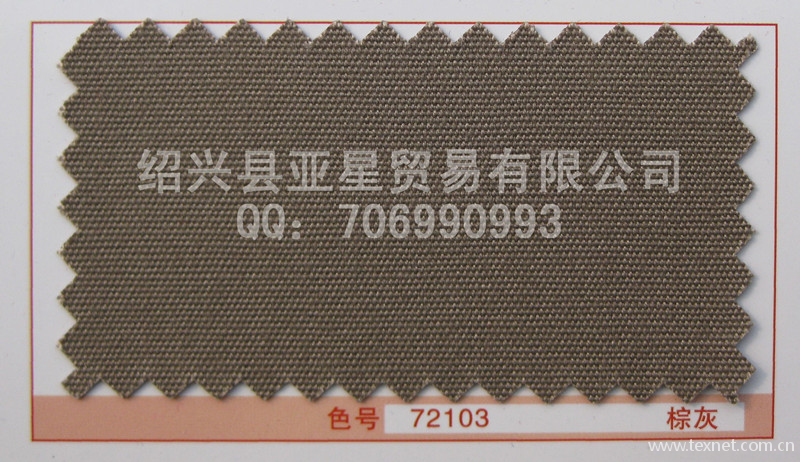 绍兴县亚星贸易有限公司
QQ：706990993
色号 72103 棕灰
www.texnet.com.cn